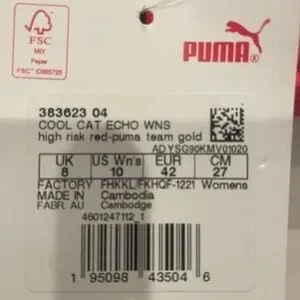 FSC
MIX
Paper
FSC™ C005725
PUMA®
383623 04
COOL CAT ECHO WNS
high risk red-puma team gold
ADYSG90KMV01020
UK US Wn's EUR CM
8 10 42 27
FACTORY FHKKL/FKHQF-1221 Womens
MADE IN Cambodia
FABR AU Cambodge
4601247112_1
1 95098 43504 6